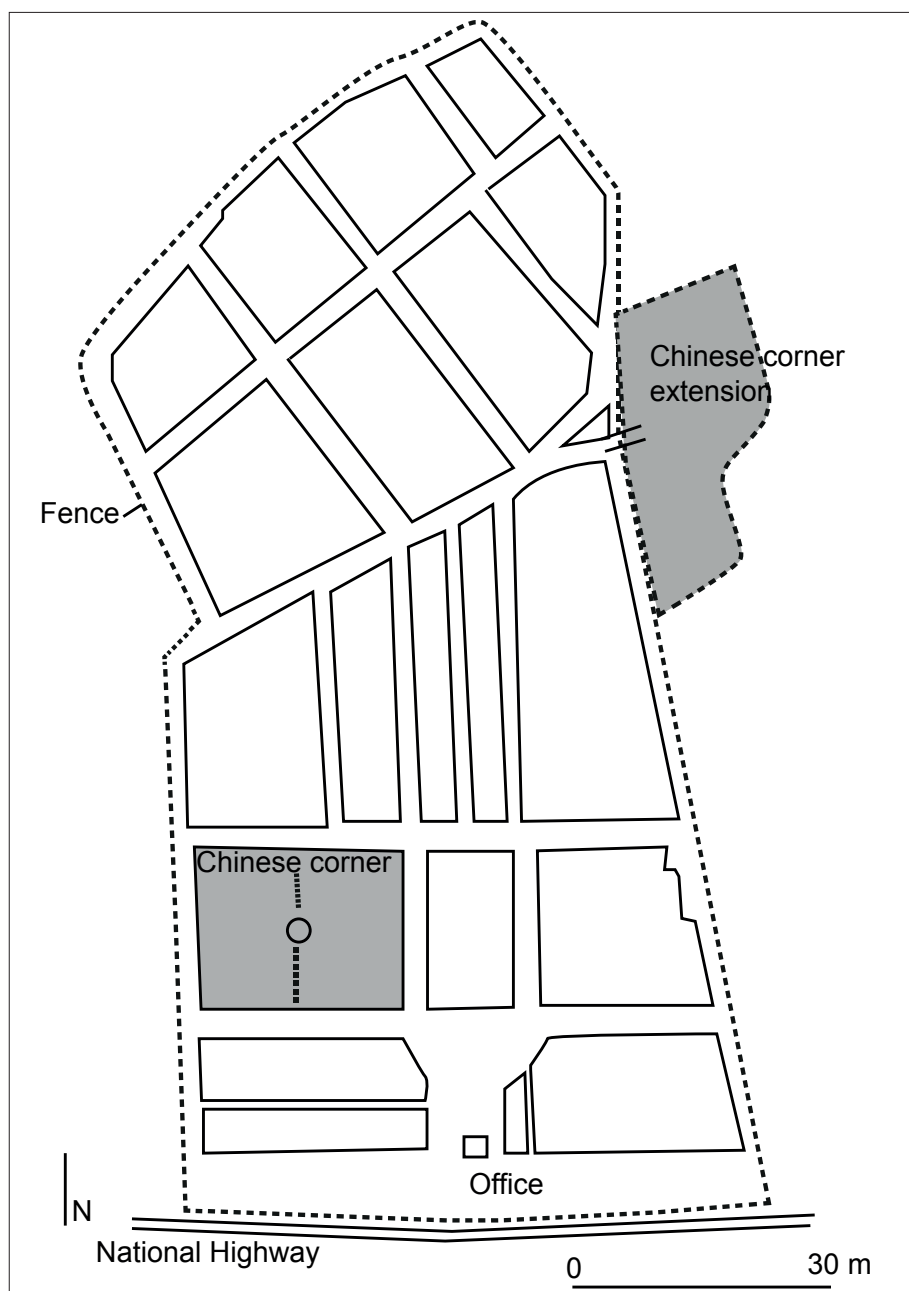 Chinese corner
extension
Fence
Chinese corner
Office
N
National Highway
0
30 m